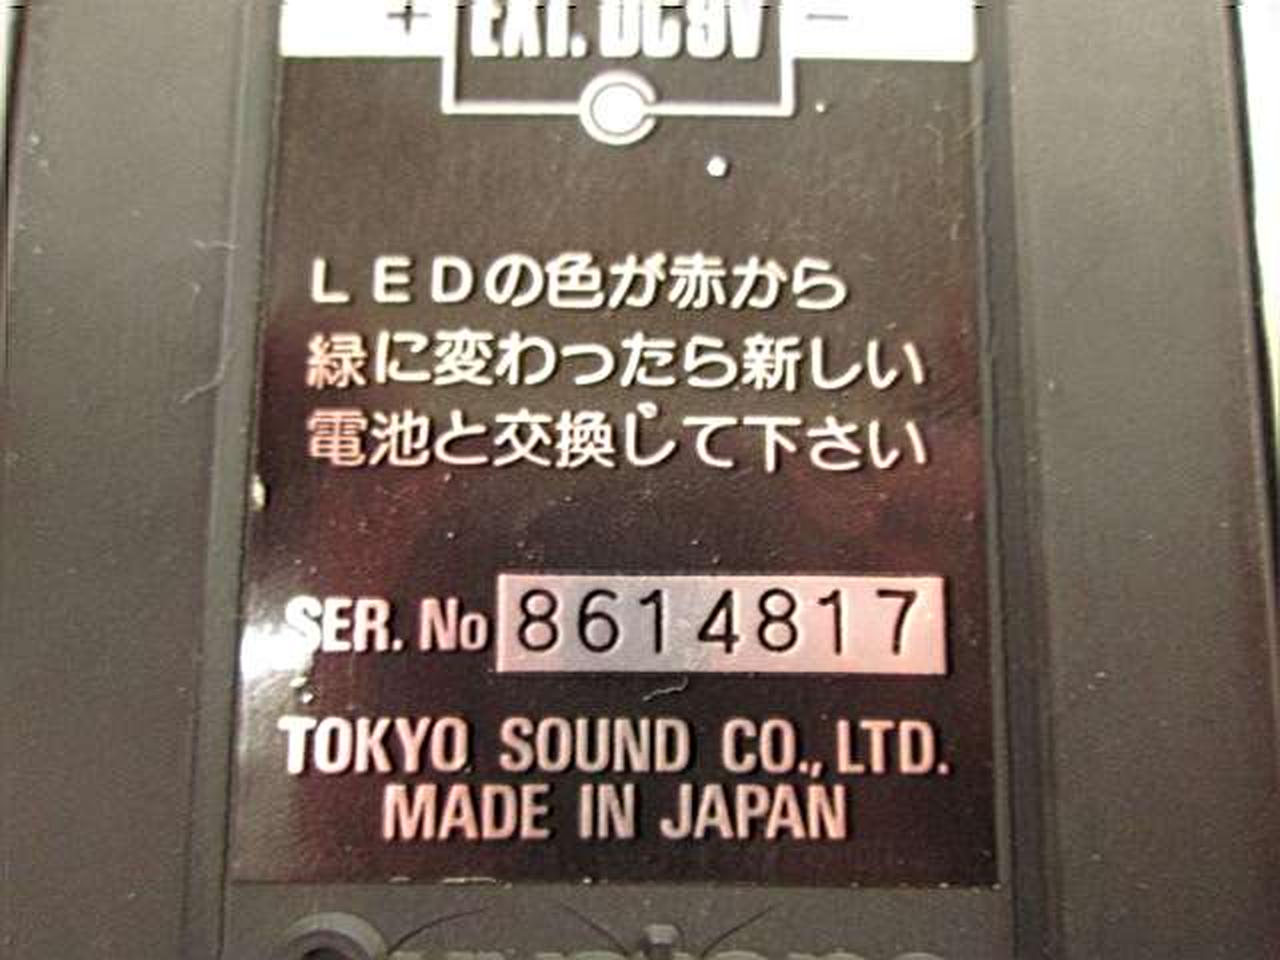 + EXT. DC9V −
LEDの色が赤から
緑に変わったら新しい
電池と交換して下さい
SER. No 8614817
TOKYO SOUND CO., LTD.
MADE IN JAPAN